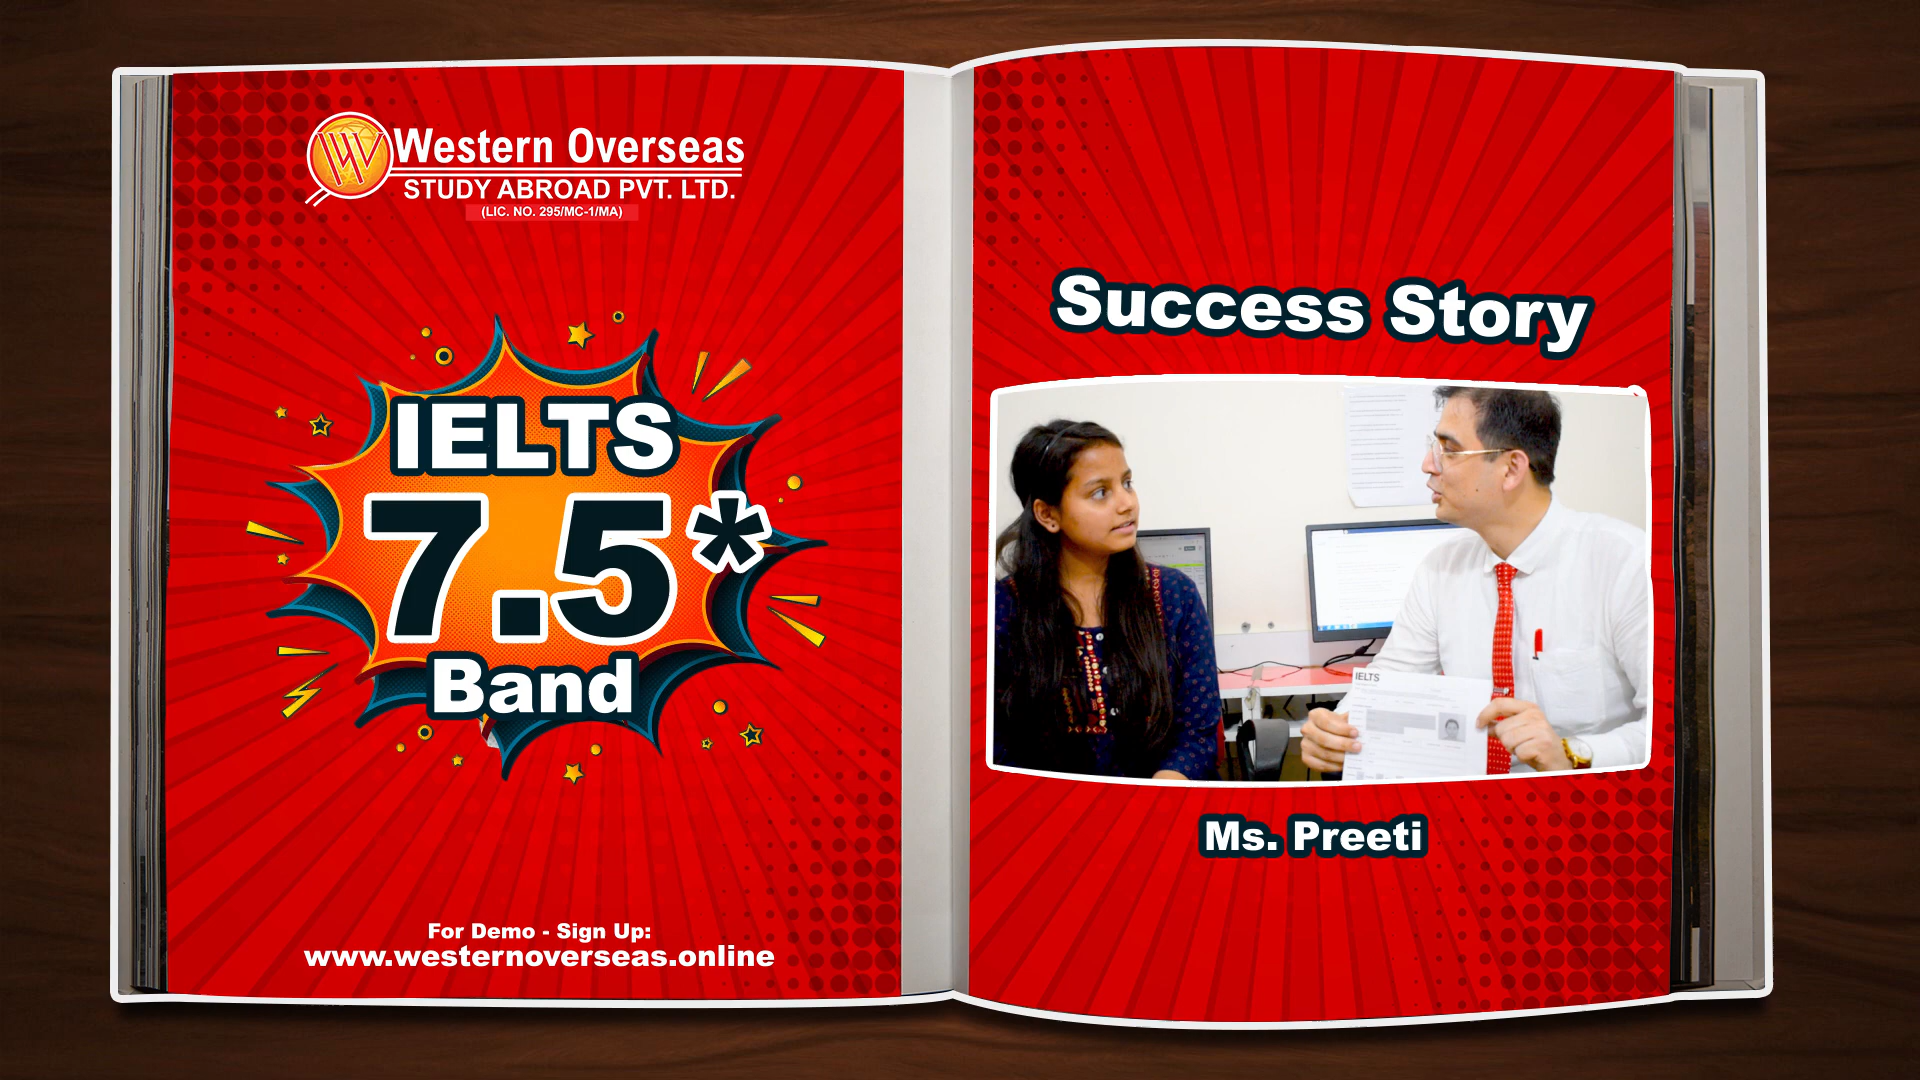 Western Overseas
STUDY ABROAD PVT. LTD.
(LIC. NO. 295/MC-1/MA)
IELTS
7.5*
Band
For Demo - Sign Up:
www.westernoverseas.online
Success Story
IELTS
Ms. Preeti